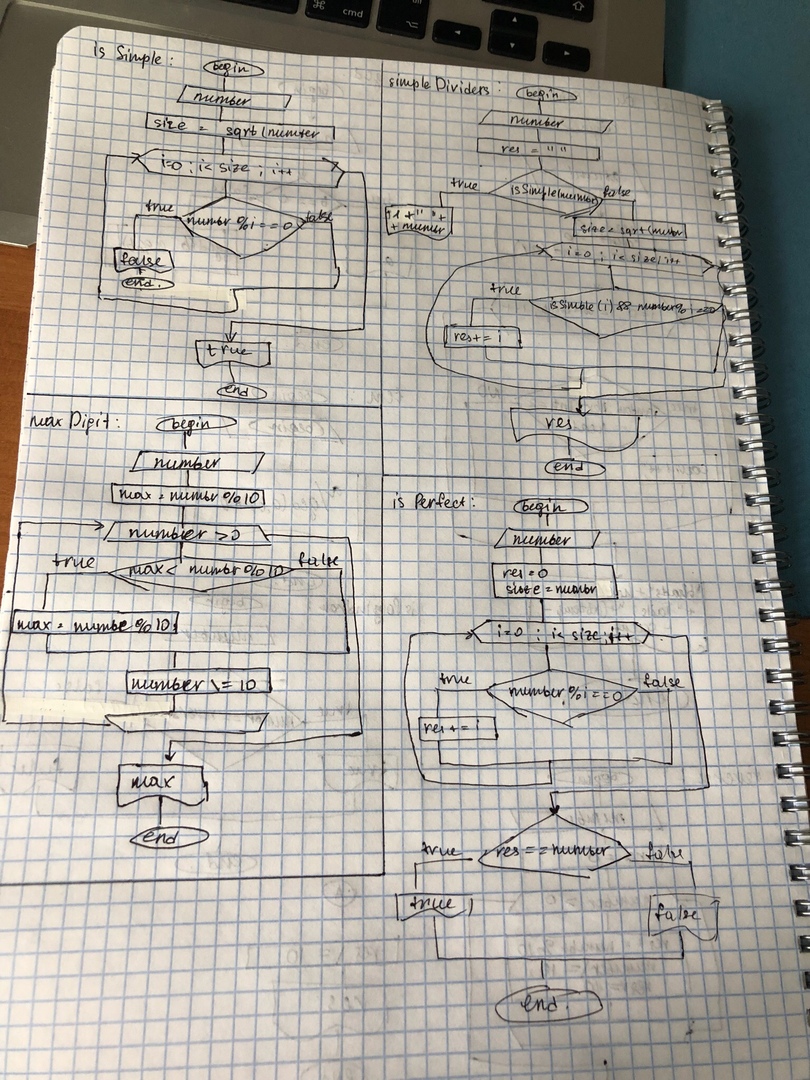 cmd
is Simple:
begin
number
size = sqrt(number
i=0; i< size; i++
true
false
number %i==0
false
end.
true
end
simple Dividers:
begin
number
res = " "
true
isSimple(number)
false
1 +" "+
+ number
size = sqrt(number
i=0; i< size; i++
true
isSimple (i) && number % i ==0
res+= i
res
end
max Digit:
begin
number
max = number %10
number >0
true
max< number %10
false
max = number %10
number \= 10
max
end
is Perfect:
begin
number
res =0
size = number
i=0; i< size; i++
true
number % i ==0
false
res += i
true
res == number
false
true
false
end.